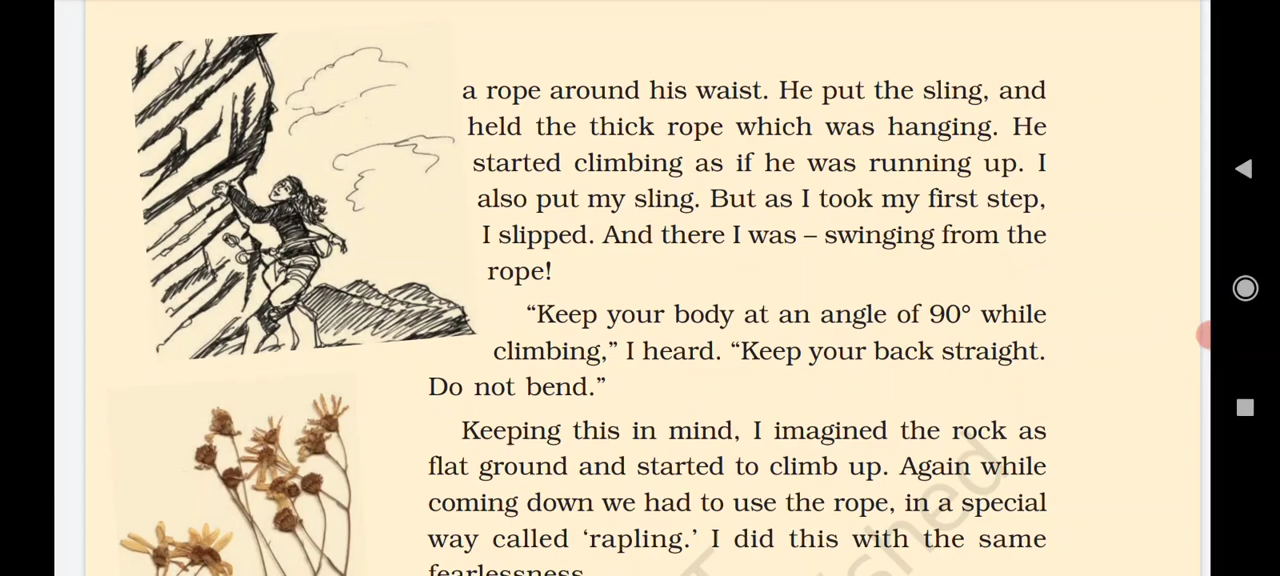 a rope around his waist. He put the sling, and
held the thick rope which was hanging. He
started climbing as if he was running up. I
also put my sling. But as I took my first step,
I slipped. And there I was – swinging from the
rope!
“Keep your body at an angle of 90° while
climbing,” I heard. “Keep your back straight.
Do not bend.”
Keeping this in mind, I imagined the rock as
flat ground and started to climb up. Again while
coming down we had to use the rope, in a special
way called ‘rapling.’ I did this with the same
fearlessness.